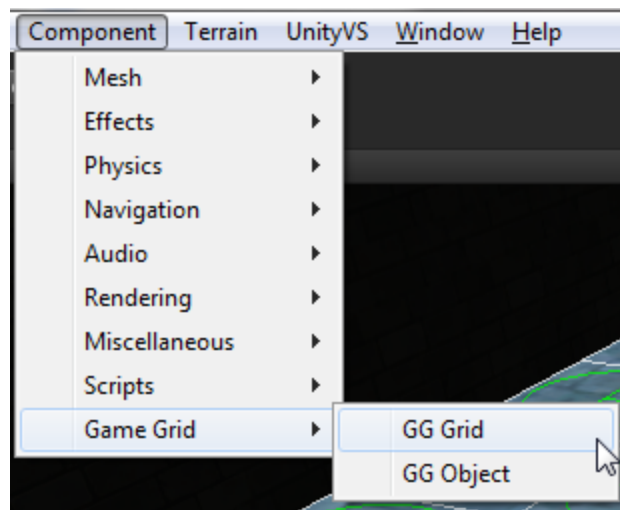 Component Terrain UnityVS Window Help
Mesh
Effects
Physics
Navigation
Audio
Rendering
Miscellaneous
Scripts
Game Grid
GG Grid
GG Object